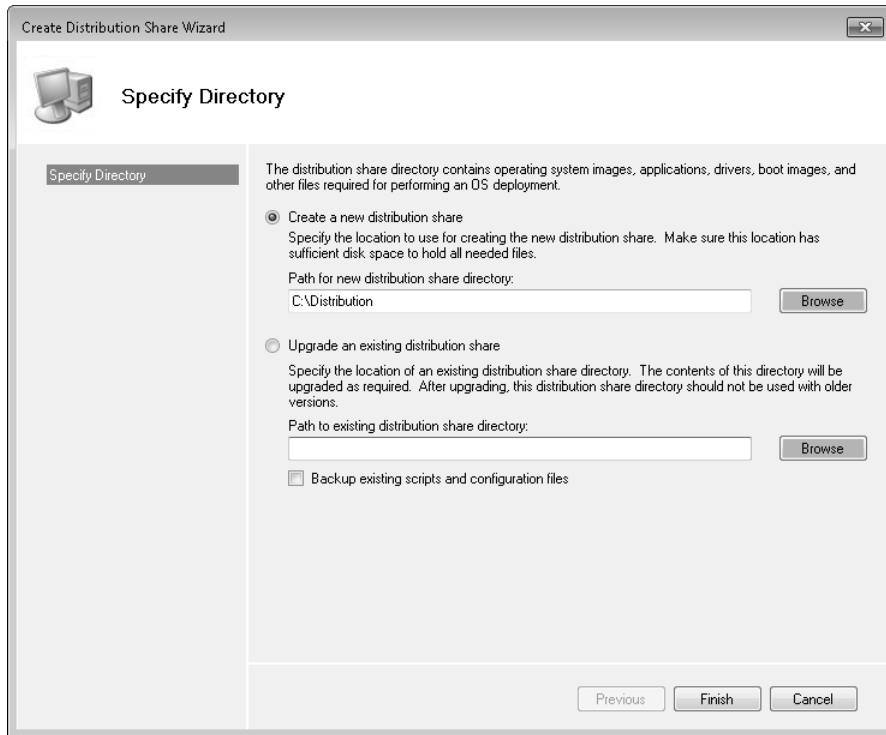 Create Distribution Share Wizard
Specify Directory
Specify Directory
The distribution share directory contains operating system images, applications, drivers, boot images, and
other files required for performing an OS deployment.
Create a new distribution share
Specify the location to use for creating the new distribution share.  Make sure this location has
sufficient disk space to hold all needed files.
Path for new distribution share directory:
C:\Distribution
Browse
Upgrade an existing distribution share
Specify the location of an existing distribution share directory.  The contents of this directory will be
upgraded as required.  After upgrading, this distribution share directory should not be used with older
versions.
Path to existing distribution share directory:
Browse
Backup existing scripts and configuration files
Previous
Finish
Cancel